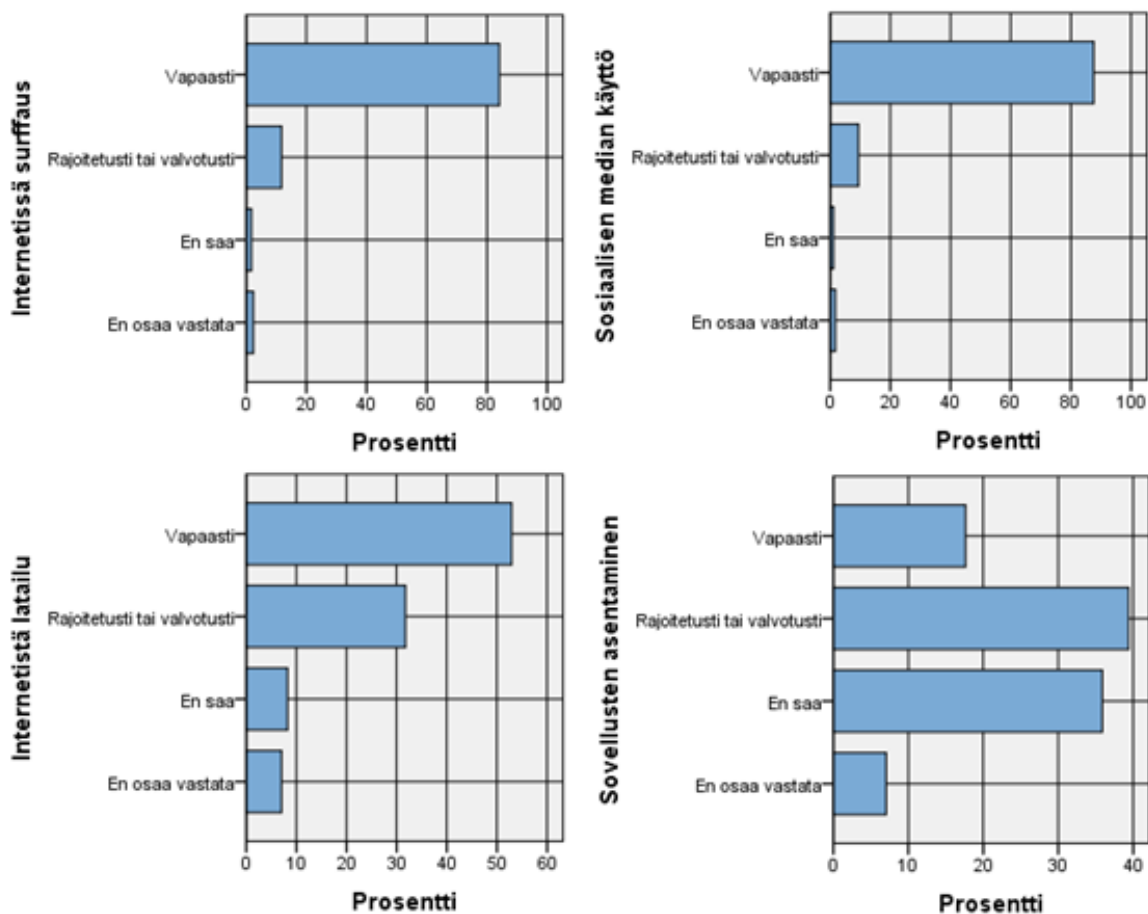 Internetissä surffaus
Vapaasti
Rajoitetusti tai valvotusti
En saa
En osaa vastata
0 20 40 60 80 100
Prosentti
Sosiaalisen median käyttö
Vapaasti
Rajoitetusti tai valvotusti
En saa
En osaa vastata
0 20 40 60 80 100
Prosentti
Internetistä latailu
Vapaasti
Rajoitetusti tai valvotusti
En saa
En osaa vastata
0 10 20 30 40 50 60
Prosentti
Sovellusten asentaminen
Vapaasti
Rajoitetusti tai valvotusti
En saa
En osaa vastata
0 10 20 30 40
Prosentti